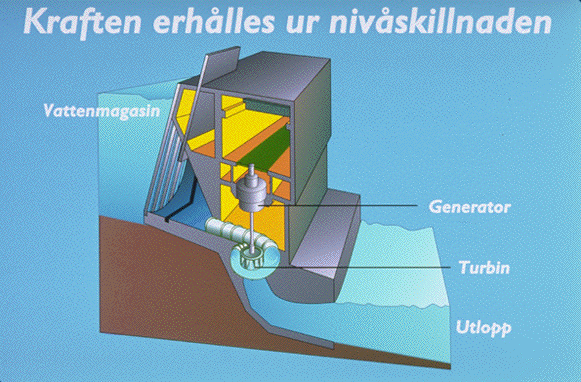 Kraften erhålles ur nivåskillnaden
Vattenmagasin
Generator
Turbin
Utlopp